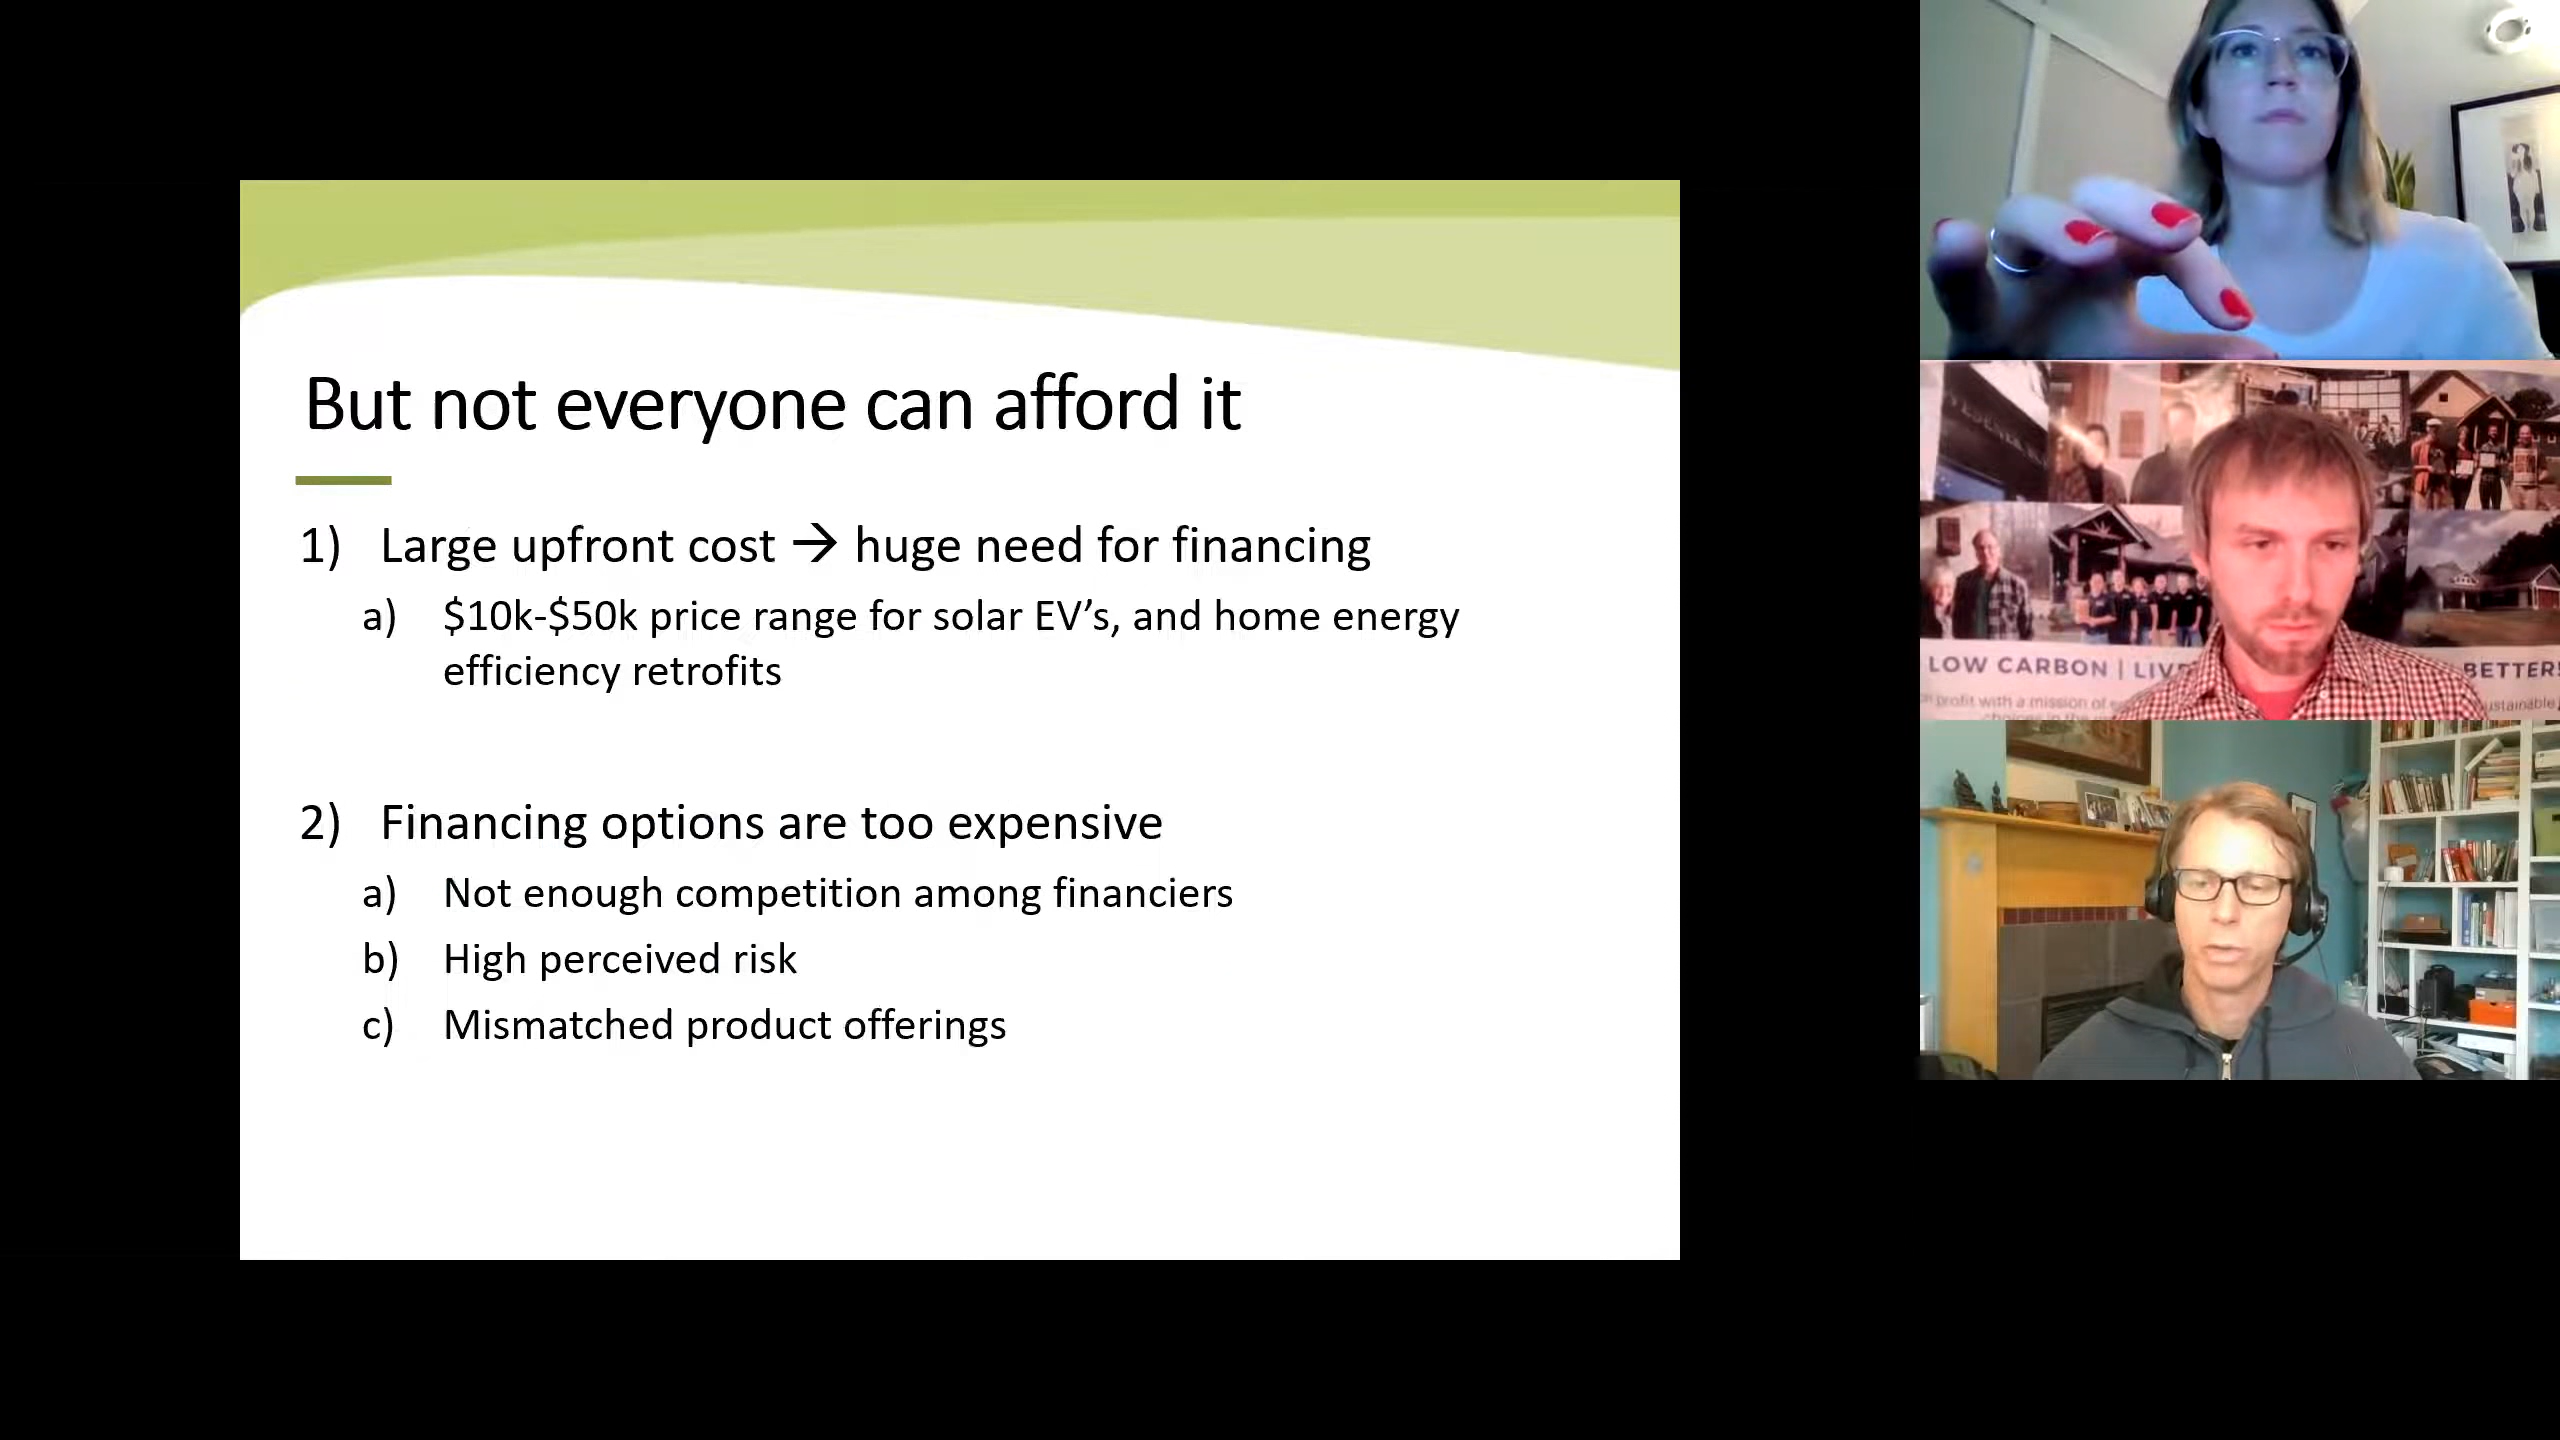 But not everyone can afford it
1) Large upfront cost → huge need for financing
a) $10k-$50k price range for solar EV’s, and home energy
efficiency retrofits
2) Financing options are too expensive
a) Not enough competition among financiers
b) High perceived risk
c) Mismatched product offerings
LOW CARBON | LIVE BETTER!
profit with a mission of